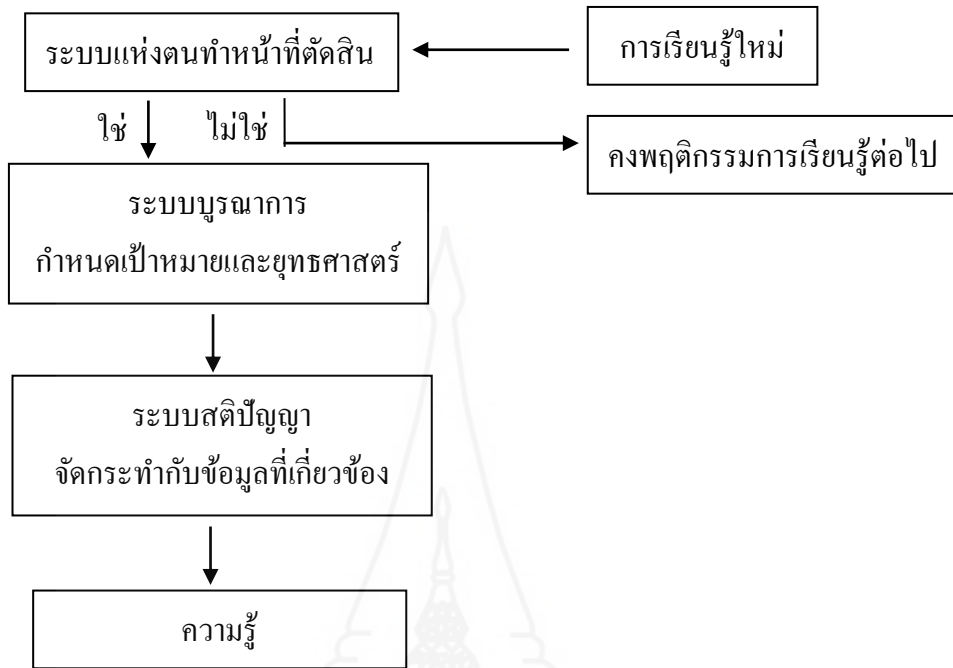 ระบบแห่งตนทำหน้าที่ตัดสิน
การเรียนรู้ใหม่
ใช่
ไม่ใช่
คงพฤติกรรมการเรียนรู้ต่อไป
ระบบบูรณาการ
กำหนดเป้าหมายและยุทธศาสตร์
ระบบสติปัญญา
จัดกระทำกับข้อมูลที่เกี่ยวข้อง
ความรู้